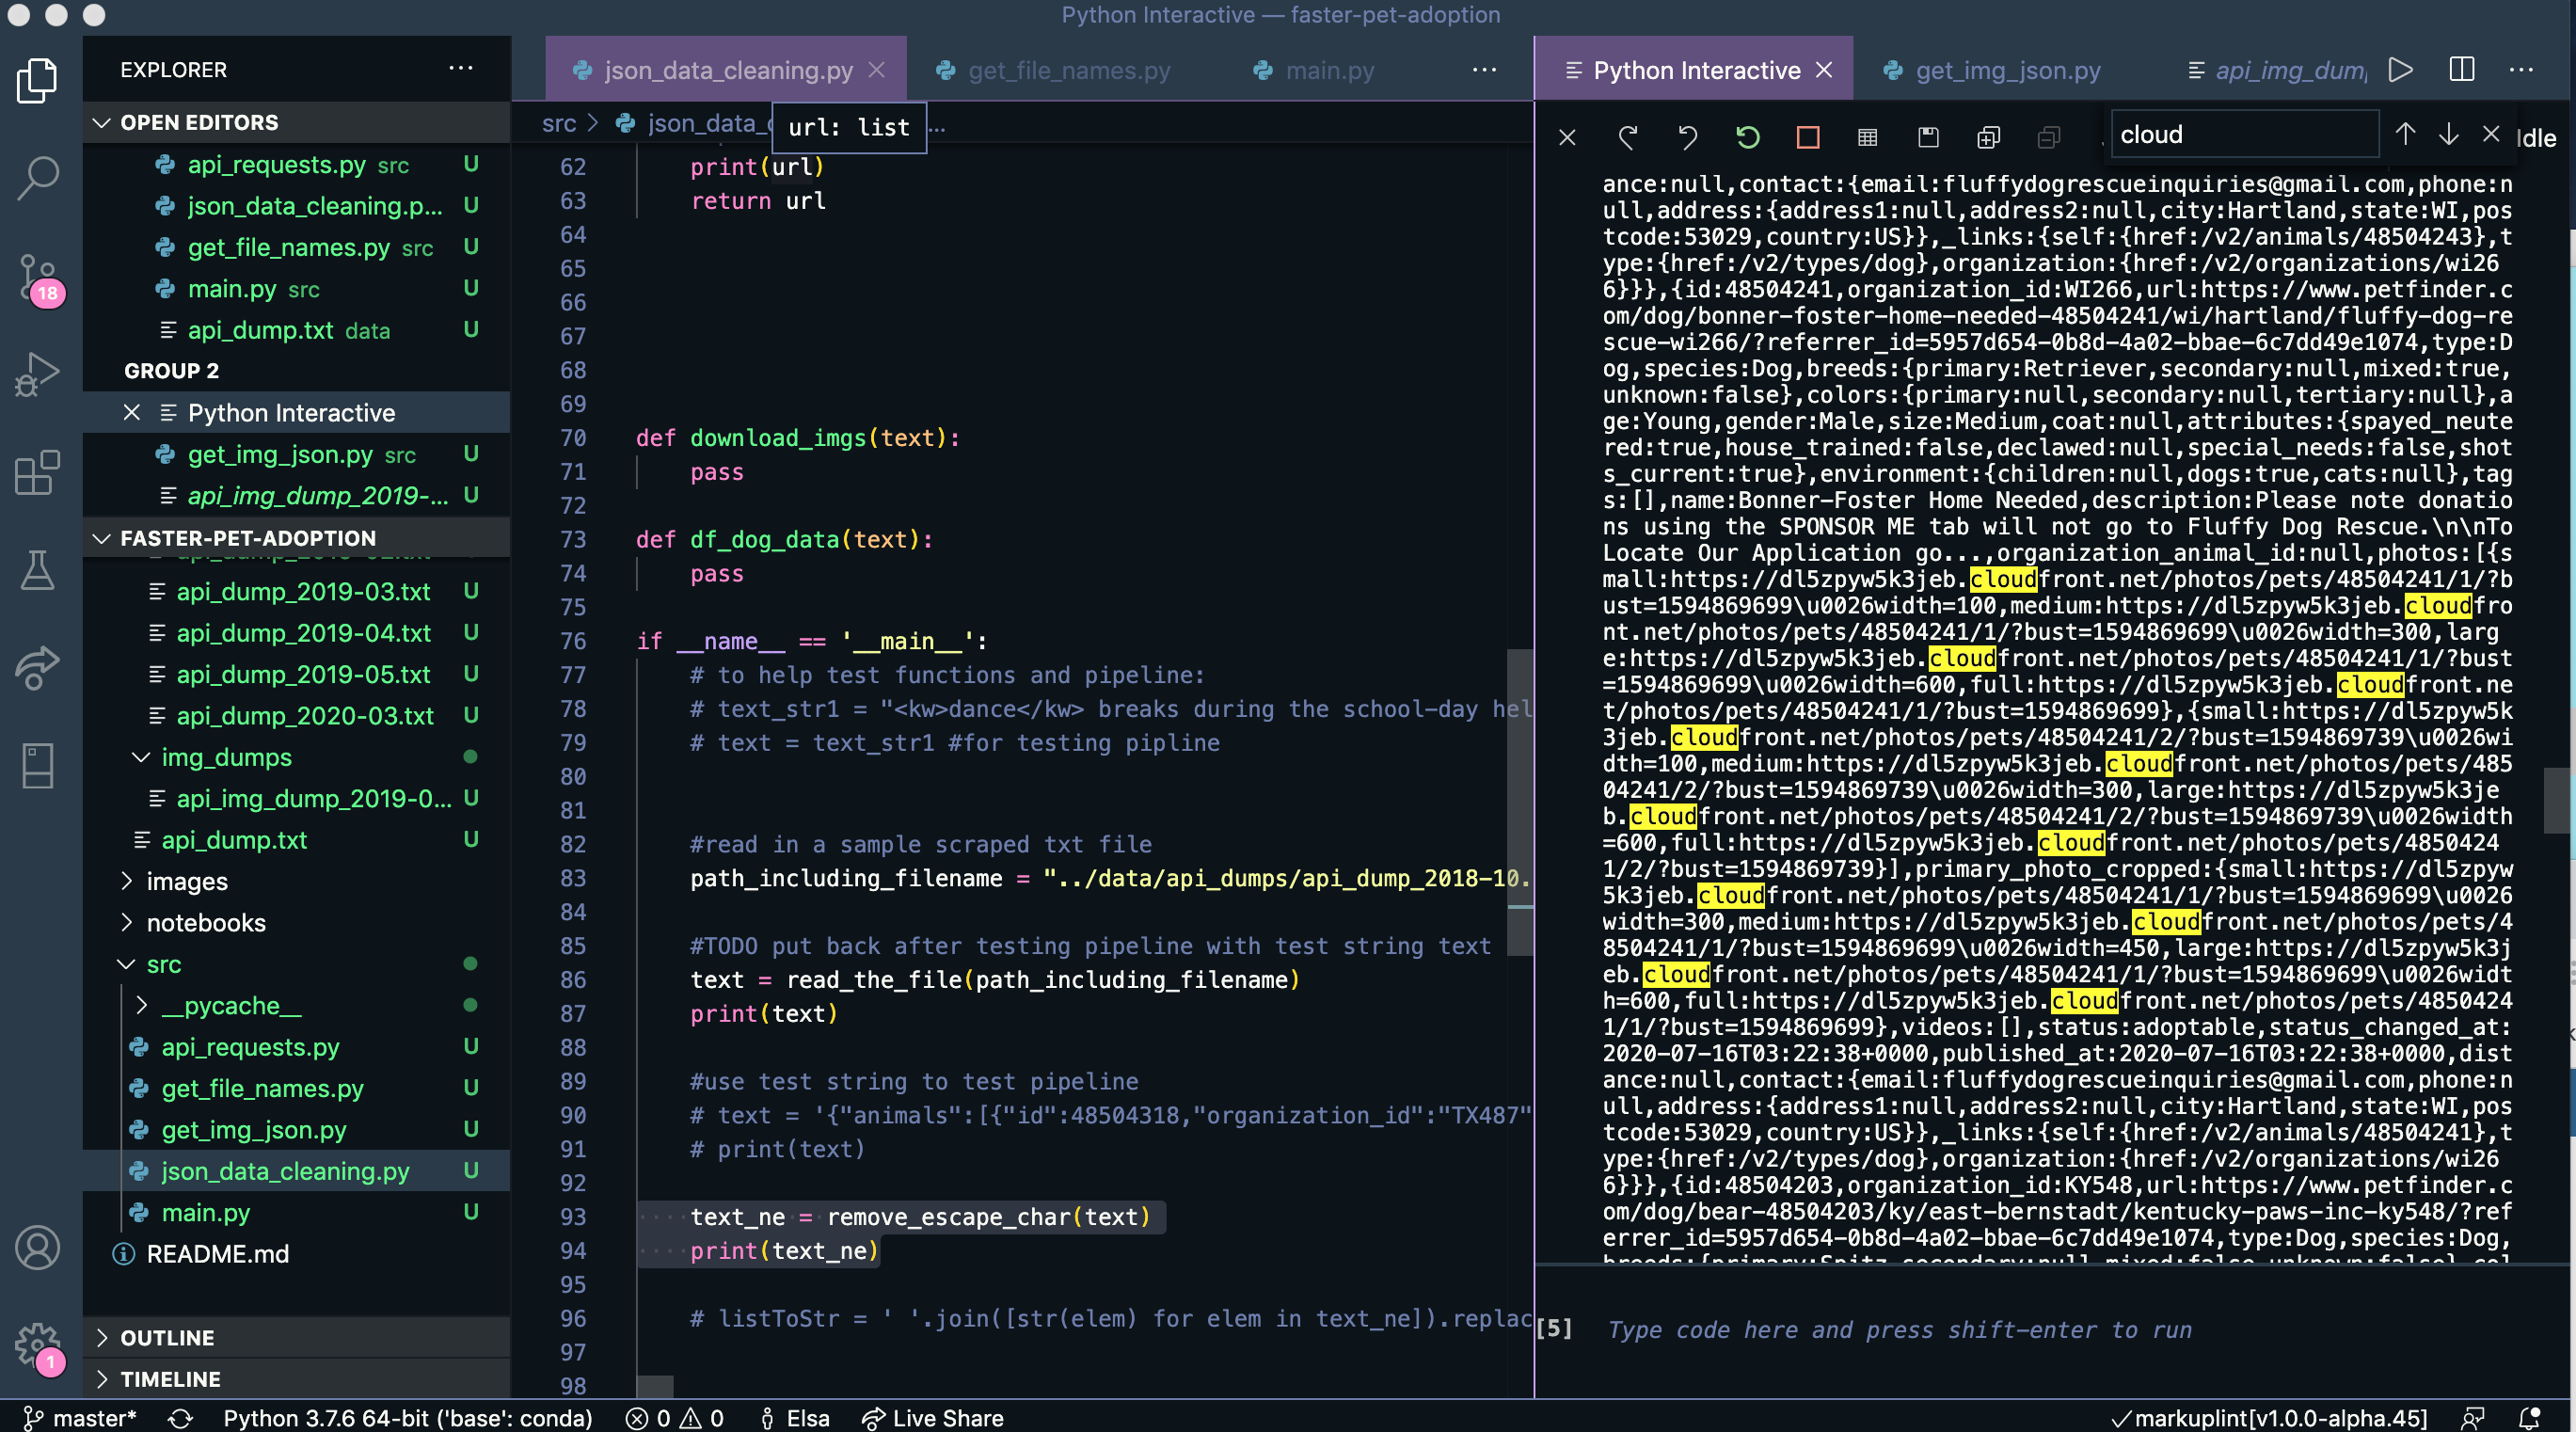 Python Interactive — faster-pet-adoption
EXPLORER
OPEN EDITORS
api_requests.py src U
json_data_cleaning.p... U
get_file_names.py src U
main.py src U
api_dump.txt data U
GROUP 2
Python Interactive
get_img_json.py src U
api_img_dump_2019-... U
FASTER-PET-ADOPTION
api_dump_2019-03.txt U
api_dump_2019-04.txt U
api_dump_2019-05.txt U
api_dump_2020-03.txt U
img_dumps
api_img_dump_2019-0... U
api_dump.txt U
images
notebooks
src
__pycache__
api_requests.py U
get_file_names.py U
get_img_json.py U
json_data_cleaning.py U
main.py U
README.md
OUTLINE
TIMELINE
18
1
json_data_cleaning.py
get_file_names.py
main.py
src > json_data_c ...
url: list
62 print(url)
63 return url
64
65
66
67
68
69
70 def download_imgs(text):
71 pass
72
73 def df_dog_data(text):
74 pass
75
76 if __name__ == '__main__':
77 # to help test functions and pipeline:
78 # text_str1 = "<kw>dance</kw> breaks during the school-day hel
79 # text = text_str1 #for testing pipline
80
81
82 #read in a sample scraped txt file
83 path_including_filename = "../data/api_dumps/api_dump_2018-10.
84
85 #TODO put back after testing pipeline with test string text
86 text = read_the_file(path_including_filename)
87 print(text)
88
89 #use test string to test pipeline
90 # text = '{"animals":[{"id":48504318,"organization_id":"TX487"
91 # print(text)
92
93 text_ne = remove_escape_char(text)
94 print(text_ne)
95
96 # listToStr = ' '.join([str(elem) for elem in text_ne]).replac
97
98
Python Interactive
get_img_json.py
api_img_dum
cloud
Idle
ance:null,contact:{email:fluffydogrescueinquiries@gmail.com,phone:n
ull,address:{address1:null,address2:null,city:Hartland,state:WI,pos
tcode:53029,country:US}},_links:{self:{href:/v2/animals/48504243},t
ype:{href:/v2/types/dog},organization:{href:/v2/organizations/wi26
6}}},{id:48504241,organization_id:WI266,url:https://www.petfinder.c
om/dog/bonner-foster-home-needed-48504241/wi/hartland/fluffy-dog-re
scue-wi266/?referrer_id=5957d654-0b8d-4a02-bbae-6c7dd49e1074,type:D
og,species:Dog,breeds:{primary:Retriever,secondary:null,mixed:true,
unknown:false},colors:{primary:null,secondary:null,tertiary:null},a
ge:Young,gender:Male,size:Medium,coat:null,attributes:{spayed_neute
red:true,house_trained:false,declawed:null,special_needs:false,shot
s_current:true},environment:{children:null,dogs:true,cats:null},tag
s:[],name:Bonner-Foster Home Needed,description:Please note donatio
ns using the SPONSOR ME tab will not go to Fluffy Dog Rescue.\n\nTo
Locate Our Application go...,organization_animal_id:null,photos:[{s
mall:https://dl5zpyw5k3jeb.cloudfront.net/photos/pets/48504241/1/?b
ust=1594869699\u0026width=100,medium:https://dl5zpyw5k3jeb.cloudfro
nt.net/photos/pets/48504241/1/?bust=1594869699\u0026width=300,larg
e:https://dl5zpyw5k3jeb.cloudfront.net/photos/pets/48504241/1/?bust
=1594869699\u0026width=600,full:https://dl5zpyw5k3jeb.cloudfront.ne
t/photos/pets/48504241/1/?bust=1594869699},{small:https://dl5zpyw5k
3jeb.cloudfront.net/photos/pets/48504241/2/?bust=1594869739\u0026wi
dth=100,medium:https://dl5zpyw5k3jeb.cloudfront.net/photos/pets/485
04241/2/?bust=1594869739\u0026width=300,large:https://dl5zpyw5k3je
b.cloudfront.net/photos/pets/48504241/2/?bust=1594869739\u0026width
=600,full:https://dl5zpyw5k3jeb.cloudfront.net/photos/pets/4850424
1/2/?bust=1594869739}],primary_photo_cropped:{small:https://dl5zpyw
5k3jeb.cloudfront.net/photos/pets/48504241/1/?bust=1594869699\u0026
width=300,medium:https://dl5zpyw5k3jeb.cloudfront.net/photos/pets/4
8504241/1/?bust=1594869699\u0026width=450,large:https://dl5zpyw5k3j
eb.cloudfront.net/photos/pets/48504241/1/?bust=1594869699\u0026widt
h=600,full:https://dl5zpyw5k3jeb.cloudfront.net/photos/pets/4850424
1/1/?bust=1594869699},videos:[],status:adoptable,status_changed_at:
2020-07-16T03:22:38+0000,published_at:2020-07-16T03:22:38+0000,dist
ance:null,contact:{email:fluffydogrescueinquiries@gmail.com,phone:n
ull,address:{address1:null,address2:null,city:Hartland,state:WI,pos
tcode:53029,country:US}},_links:{self:{href:/v2/animals/48504241},t
ype:{href:/v2/types/dog},organization:{href:/v2/organizations/wi26
6}}},{id:48504203,organization_id:KY548,url:https://www.petfinder.c
om/dog/bear-48504203/ky/east-bernstadt/kentucky-paws-inc-ky548/?ref
errer_id=5957d654-0b8d-4a02-bbae-6c7dd49e1074,type:Dog,species:Dog,
breeds:{primary:Spitz,secondary:null,mixed:false,unknown:false},col
[5] Type code here and press shift-enter to run
master* Python 3.7.6 64-bit ('base': conda) 0 0 Elsa Live Share markuplint[v1.0.0-alpha.45]